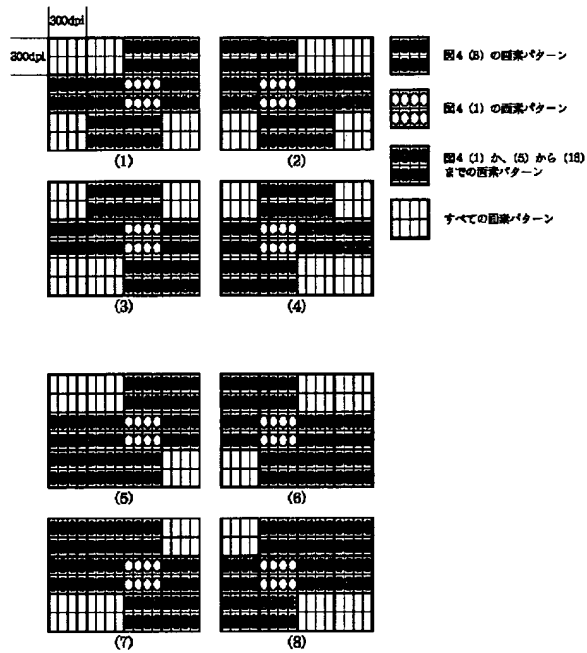 300dpi
300dpi
(1)
(2)
(3)
(4)
(5)
(6)
(7)
(8)
図4 (8) の画素パターン
図4 (1) の画素パターン
図4 (1) か、(5) から (16)
までの画素パターン
すべての画素パターン